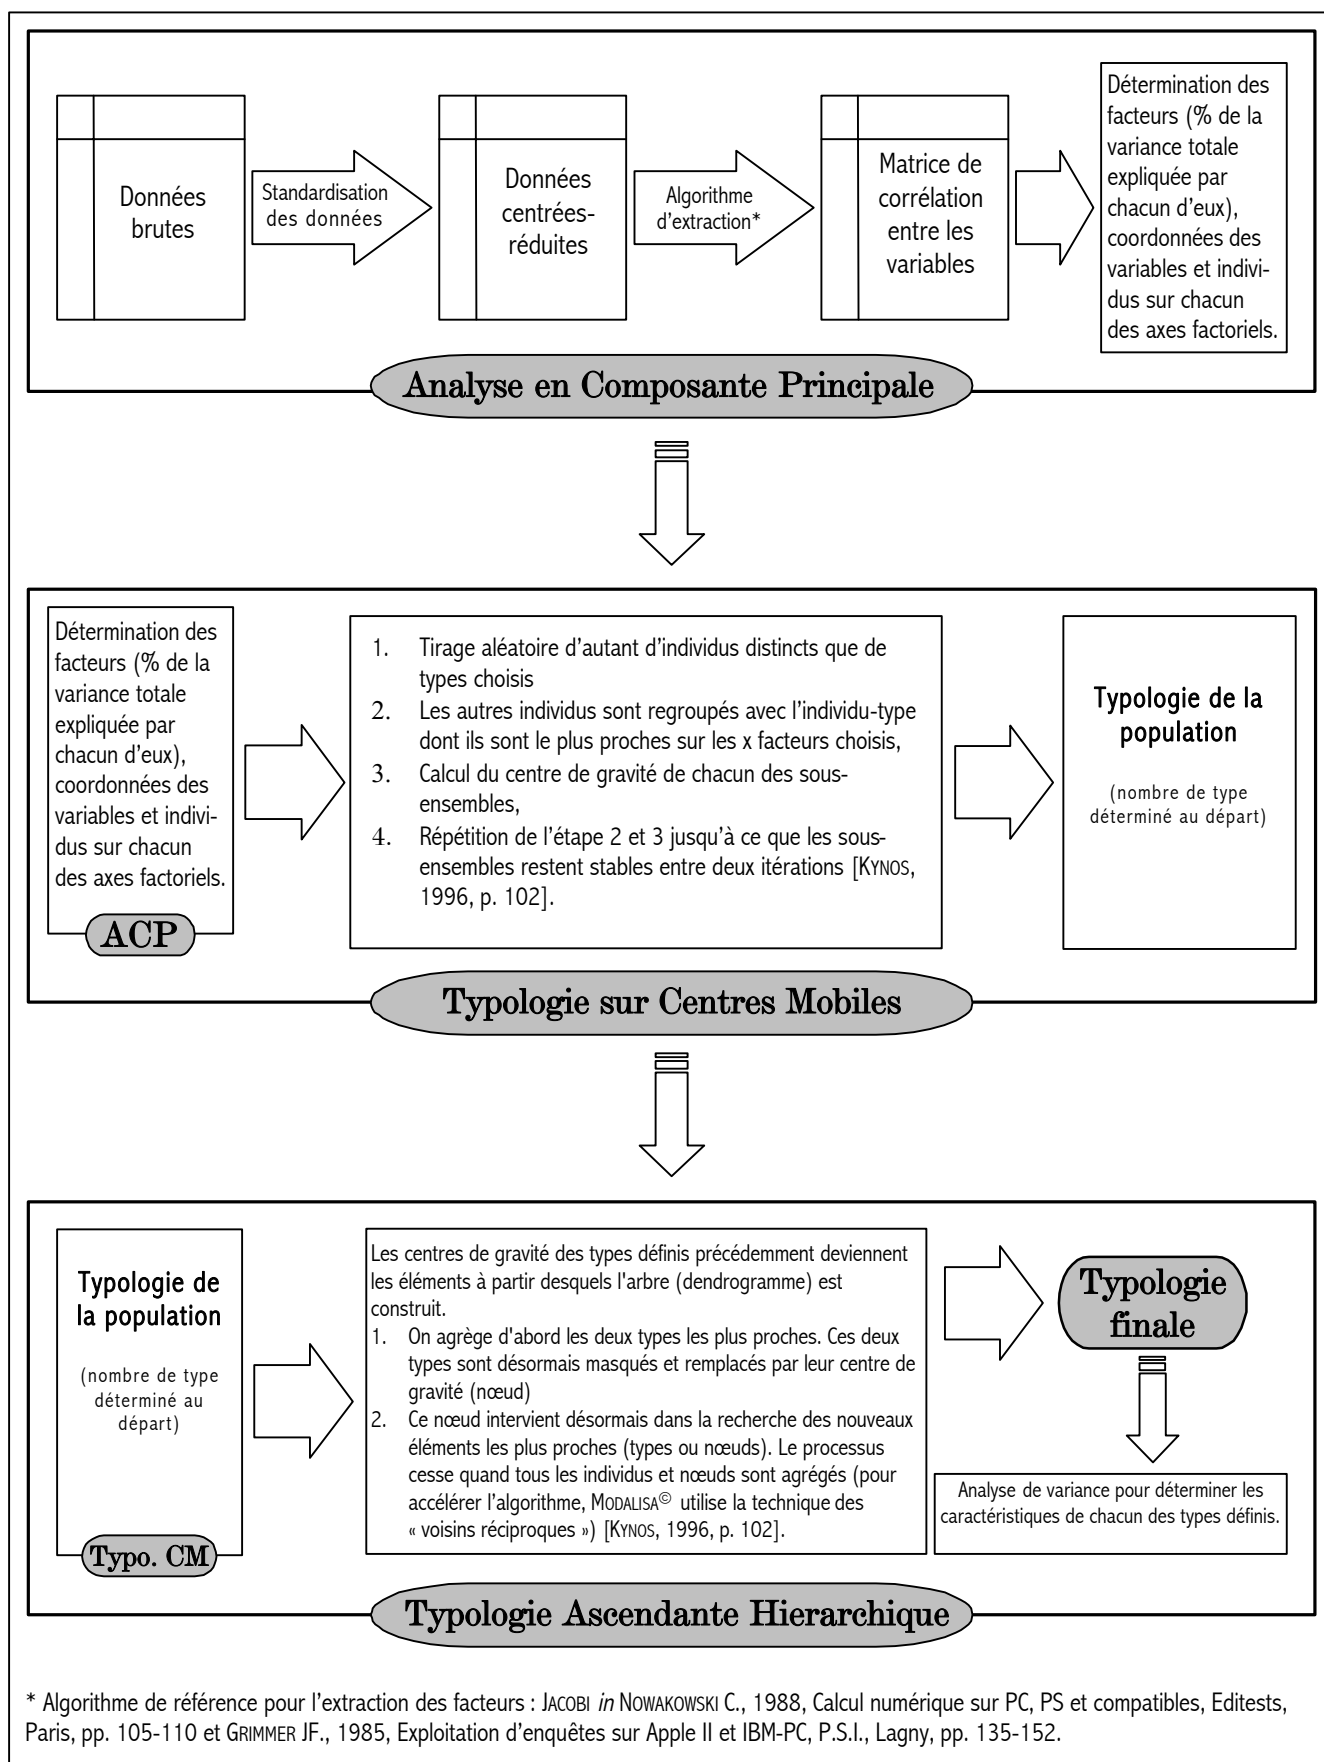 Données
brutes
Standardisation
des données
Données
centrées-
réduites
Algorithme
d'extraction*
Matrice de
corrélation
entre les
variables
Détermination des
facteurs (% de la
variance totale
expliquée par
chacun d'eux),
coordonnées des
variables et indivi-
dus sur chacun
des axes factoriels.
Analyse en Composante Principale
Détermination des
facteurs (% de la
variance totale
expliquée par
chacun d'eux),
coordonnées des
variables et indivi-
dus sur chacun
des axes factoriels.
ACP
1. Tirage aléatoire d'autant d'individus distincts que de
types choisis
2. Les autres individus sont regroupés avec l'individu-type
dont ils sont le plus proches sur les x facteurs choisis,
3. Calcul du centre de gravité de chacun des sous-
ensembles,
4. Répétition de l'étape 2 et 3 jusqu'à ce que les sous-
ensembles restent stables entre deux itérations [KYNOS,
1996, p. 102].
Typologie de la
population
(nombre de type
déterminé au départ)
Typologie sur Centres Mobiles
Typologie de
la population
(nombre de type
déterminé au
départ)
Typo. CM
Les centres de gravité des types définis précédemment deviennent
les éléments à partir desquels l'arbre (dendrogramme) est
construit.
1. On agrège d'abord les deux types les plus proches. Ces deux
types sont désormais masqués et remplacés par leur centre de
gravité (nœud)
2. Ce nœud intervient désormais dans la recherche des nouveaux
éléments les plus proches (types ou nœuds). Le processus
cesse quand tous les individus et nœuds sont agrégés (pour
accélérer l'algorithme, MODALISA© utilise la technique des
« voisins réciproques ») [KYNOS, 1996, p. 102].
Typologie
finale
Analyse de variance pour déterminer les
caractéristiques de chacun des types définis.
Typologie Ascendante Hierarchique
* Algorithme de référence pour l'extraction des facteurs : JACOBI in NOWAKOWSKI C., 1988, Calcul numérique sur PC, PS et compatibles, Editests,
Paris, pp. 105-110 et GRIMMER JF., 1985, Exploitation d'enquêtes sur Apple II et IBM-PC, P.S.I., Lagny, pp. 135-152.